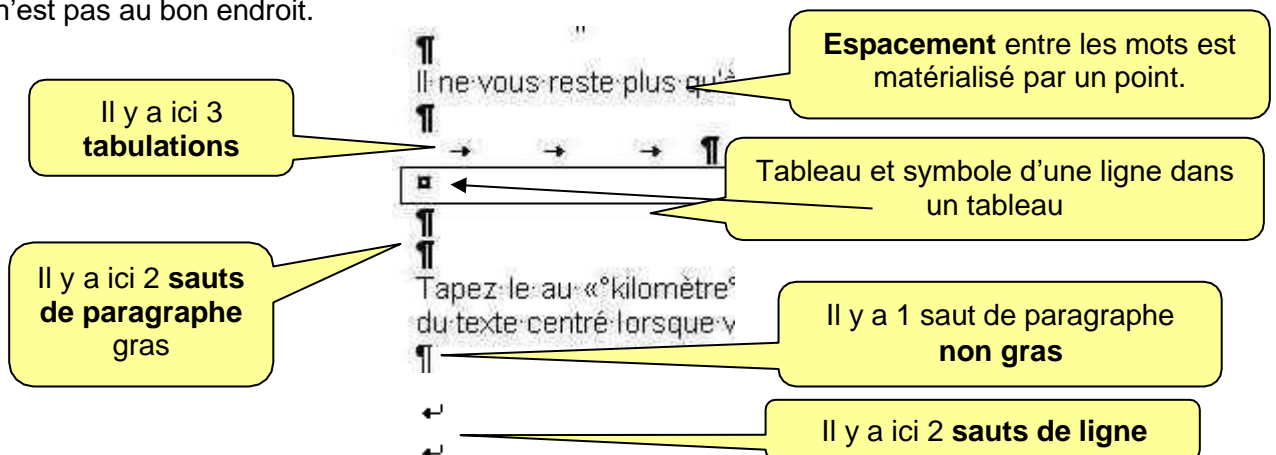 n’est pas au bon endroit.
"
¶
Espacement entre les mots est
matérialisé par un point.
Il·ne·vous·reste·plus·qu'à
Il y a ici 3
tabulations
¶
→ → → ¶
Tableau et symbole d’une ligne dans
un tableau
¤
¶
¶
Il y a ici 2 sauts
de paragraphe
gras
Tapez·le·au·«°kilomètre°
du·texte·centré·lorsque·v
Il y a 1 saut de paragraphe
non gras
¶
↵
Il y a ici 2 sauts de ligne
↵